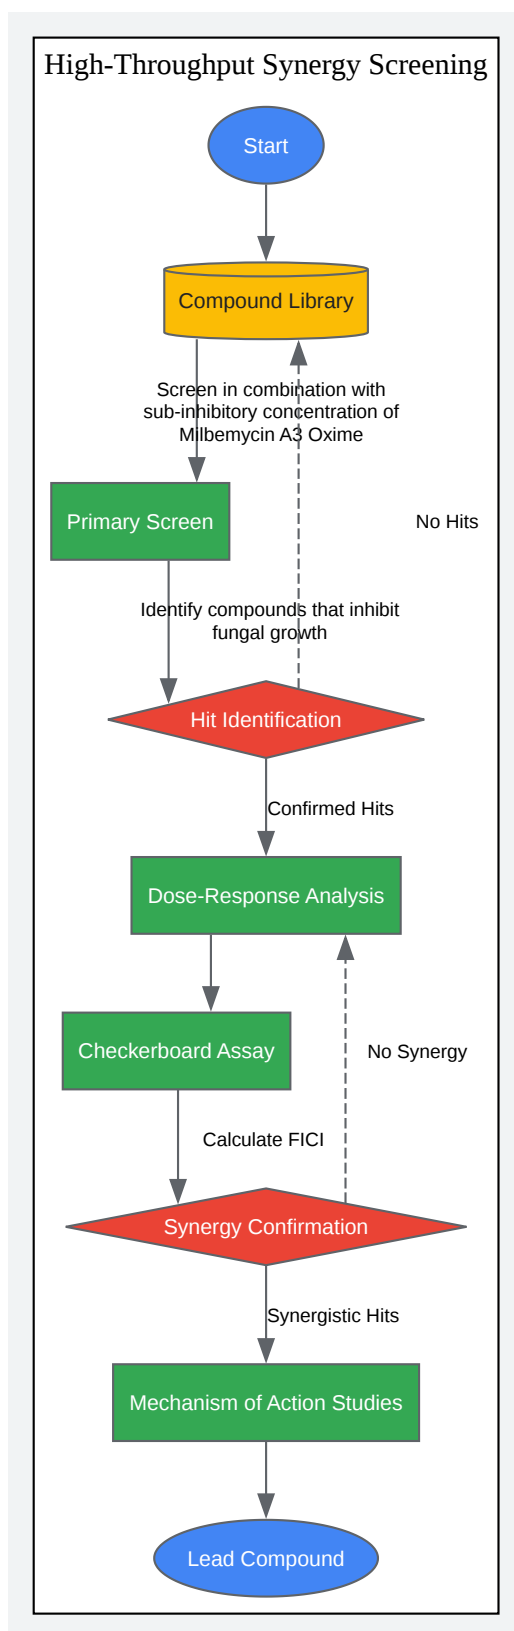 High-Throughput Synergy Screening
Start
Compound Library
Screen in combination with
sub-inhibitory concentration of
Milbemycin A3 Oxime
Primary Screen
No Hits
Identify compounds that inhibit
fungal growth
Hit Identification
Confirmed Hits
Dose-Response Analysis
Checkerboard Assay
No Synergy
Calculate FICI
Synergy Confirmation
Synergistic Hits
Mechanism of Action Studies
Lead Compound